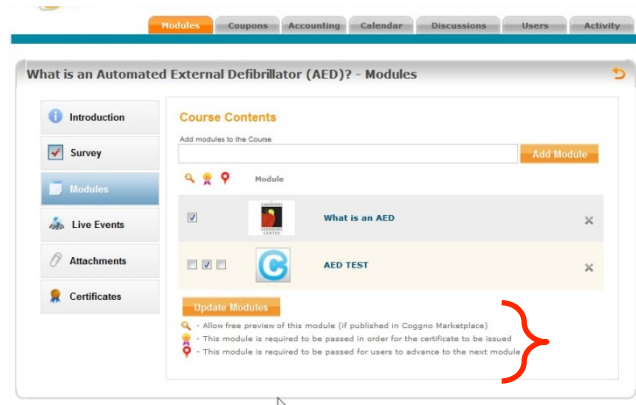 Modules Coupons Accounting Calendar Discussions Users Activity
What is an Automated External Defibrillator (AED)? - Modules
Introduction
Survey
Modules
Live Events
Attachments
Certificates
Course Contents
Add modules to the Course
Add Module
Module
What is an AED
AED TEST
Update Modules
- Allow free preview of this module (if published in Coggno Marketplace)
- This module is required to be passed in order for the certificate to be issued
- This module is required to be passed for users to advance to the next module